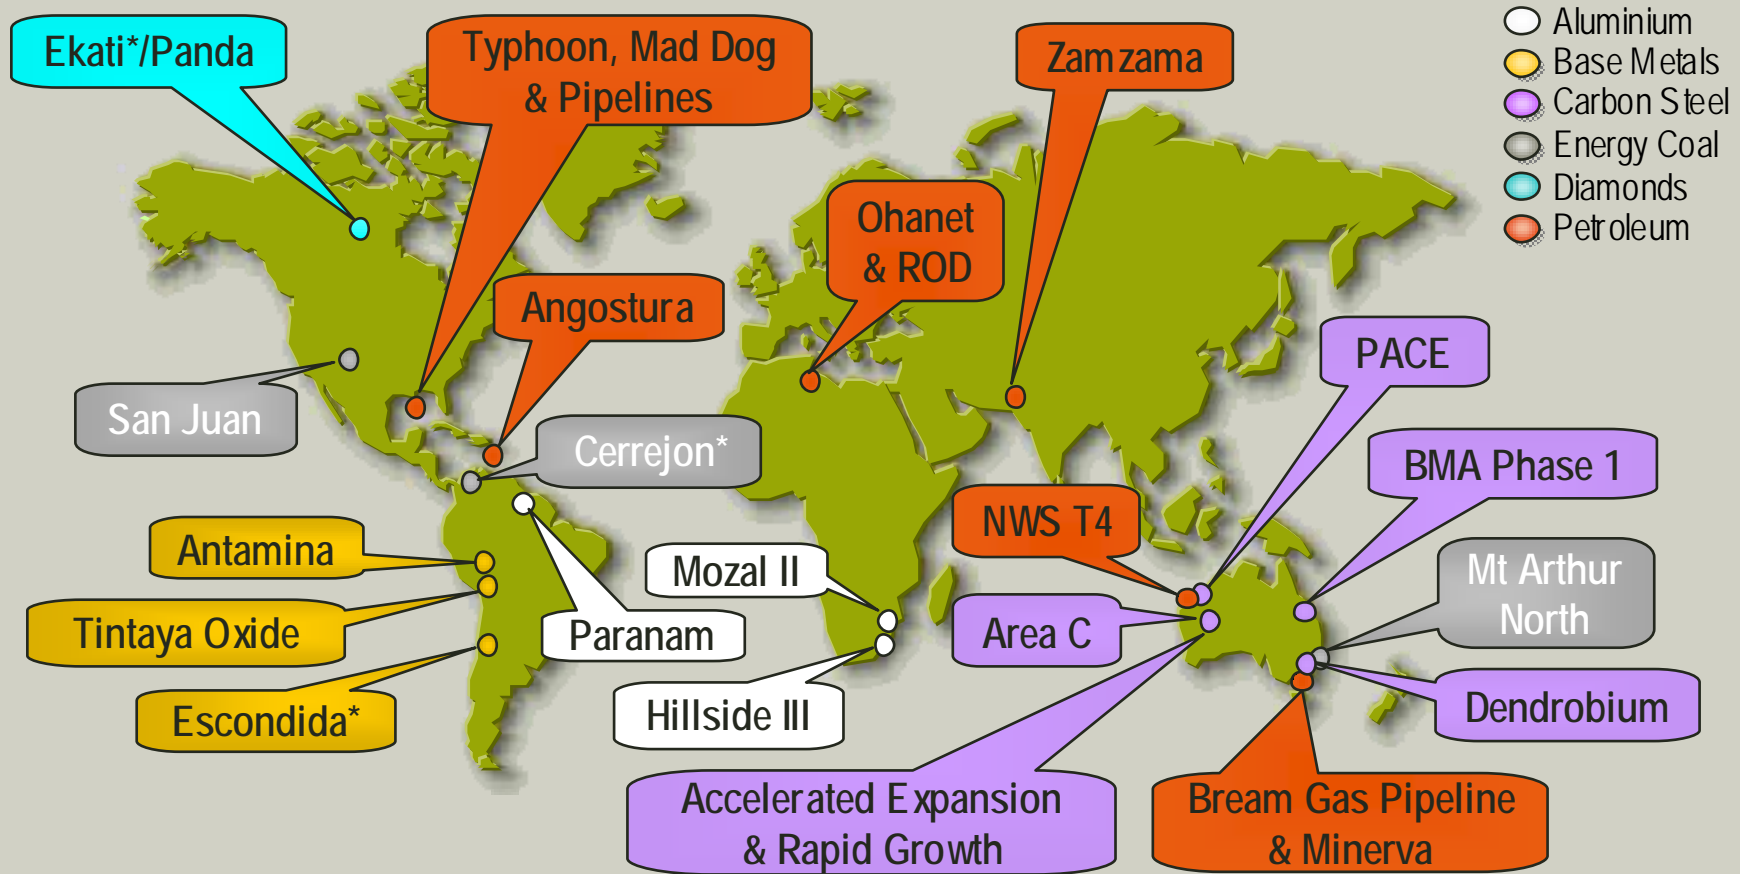 Ekati*/Panda
Typhoon, Mad Dog
& Pipelines
Zamzama
Aluminium
Base Metals
Carbon Steel
Energy Coal
Diamonds
Petroleum
Ohanet
& ROD
Angostura
PACE
San Juan
Cerrejon*
BMA Phase 1
NWS T4
Antamina
Mozal II
Mt Arthur
North
Tintaya Oxide
Paranam
Area C
Escondida*
Hillside III
Dendrobium
Accelerated Expansion
& Rapid Growth
Bream Gas Pipeline
& Minerva